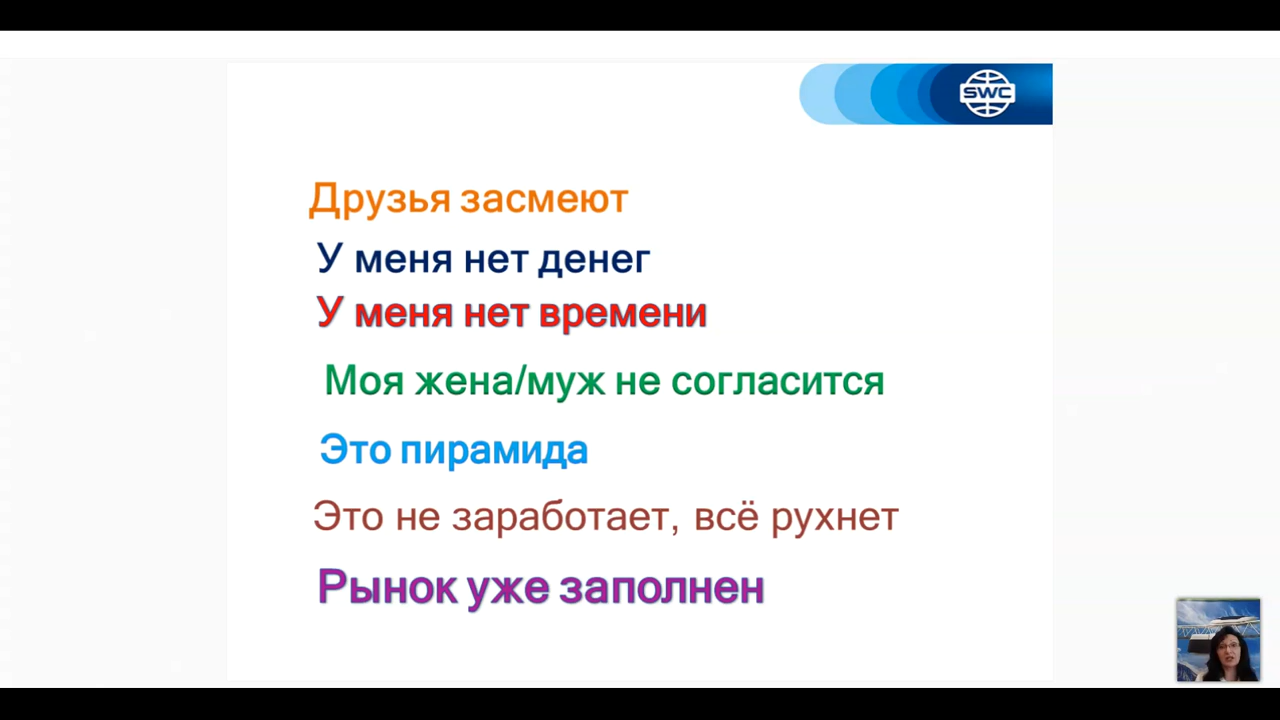 SWC
Друзья засмеют
У меня нет денег
У меня нет времени
Моя жена/муж не согласится
Это пирамида
Это не заработает, всё рухнет
Рынок уже заполнен